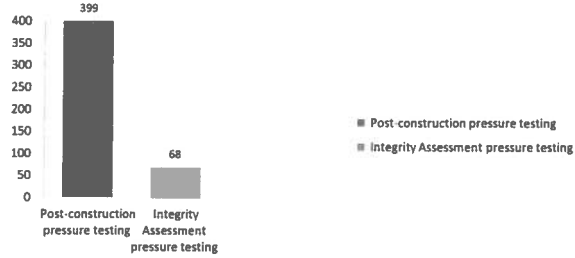 399
400
350
300
250
200
150
100
50
0
68
Post-construction
pressure testing
Integrity
Assessment
pressure testing
Post-construction pressure testing
Integrity Assessment pressure testing